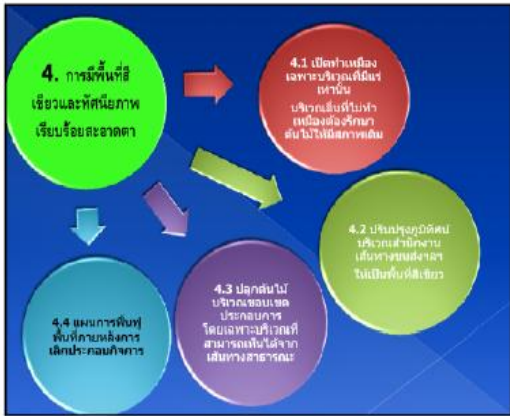 4. การมีพื้นที่สี
เขียวและทัศนียภาพ
เรียบร้อยสะอาดตา
4.1 เปิดทำเหมือง
เฉพาะบริเวณที่มีแร่
เท่านั้น
บริเวณอื่นที่ไม่ทำ
เหมืองต้องรักษา
ต้นไม้ให้มีสภาพเดิม
4.2 ปรับปรุงภูมิทัศน์
บริเวณสำนักงาน
เส้นทางขนส่งฯลฯ
ให้เป็นพื้นที่สีเขียว
4.3 ปลูกต้นไม้
บริเวณขอบเขต
ประกอบการ
โดยเฉพาะบริเวณที่
สามารถเห็นได้จาก
เส้นทางสาธารณะ
4.4 แผนการฟื้นฟู
พื้นที่ภายหลังการ
เลิกประกอบกิจการ